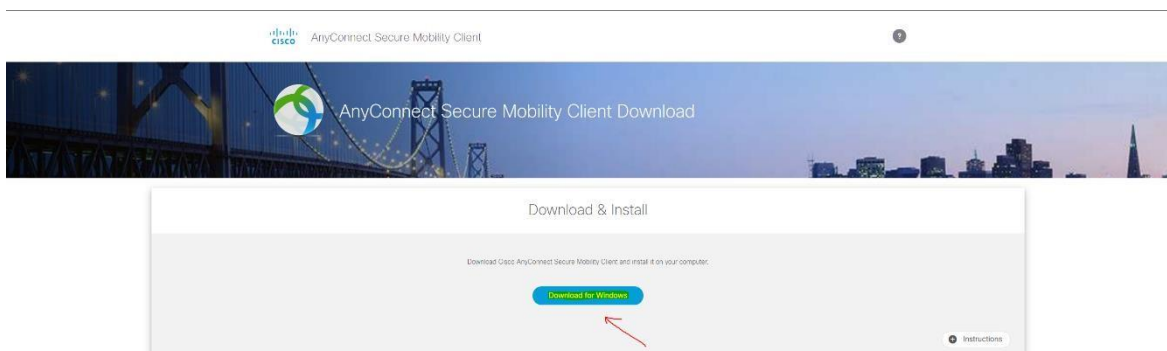 CISCO AnyConnect Secure Mobility Client ?
AnyConnect Secure Mobility Client Download
Download & Install
Download Cisco AnyConnect Secure Mobility Client and install it on your computer.
Download for Windows
Instructions